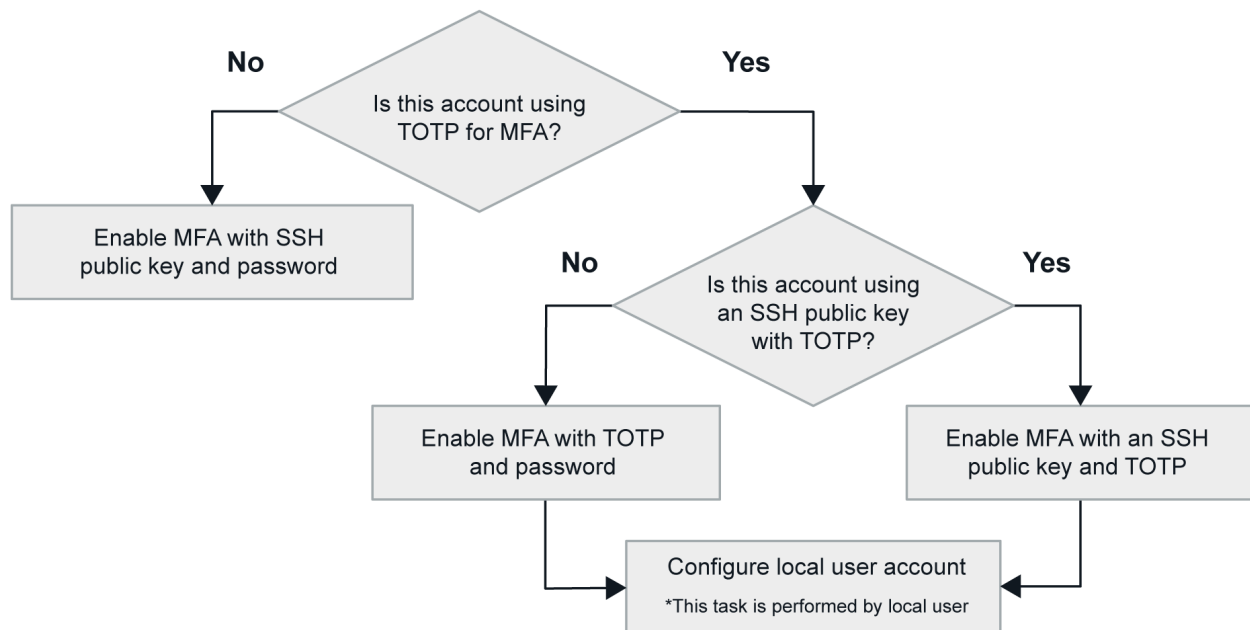 No
Yes
Is this account using
TOTP for MFA?
Enable MFA with SSH
public key and password
No
Yes
Is this account using
an SSH public key
with TOTP?
Enable MFA with TOTP
and password
Enable MFA with an SSH
public key and TOTP
Configure local user account
*This task is performed by local user